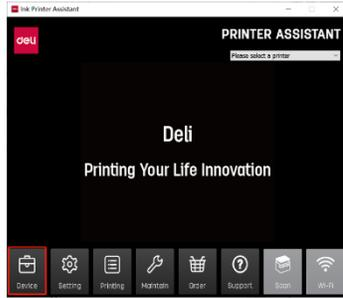 Ink Printer Assistant
deli
PRINTER ASSISTANT
Please select a printer
Deli
Printing Your Life Innovation
Device
Setting
Printing
Maintain
Order
Support
Scan
Wi-Fi